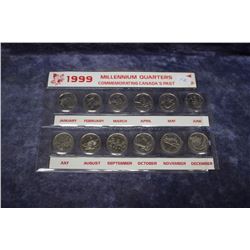 1999 MILLENNIUM QUARTERS
COMMEMORATING CANADA'S PAST
JANUARY FEBRUARY MARCH APRIL MAY JUNE
JULY AUGUST SEPTEMBER OCTOBER NOVEMBER DECEMBER